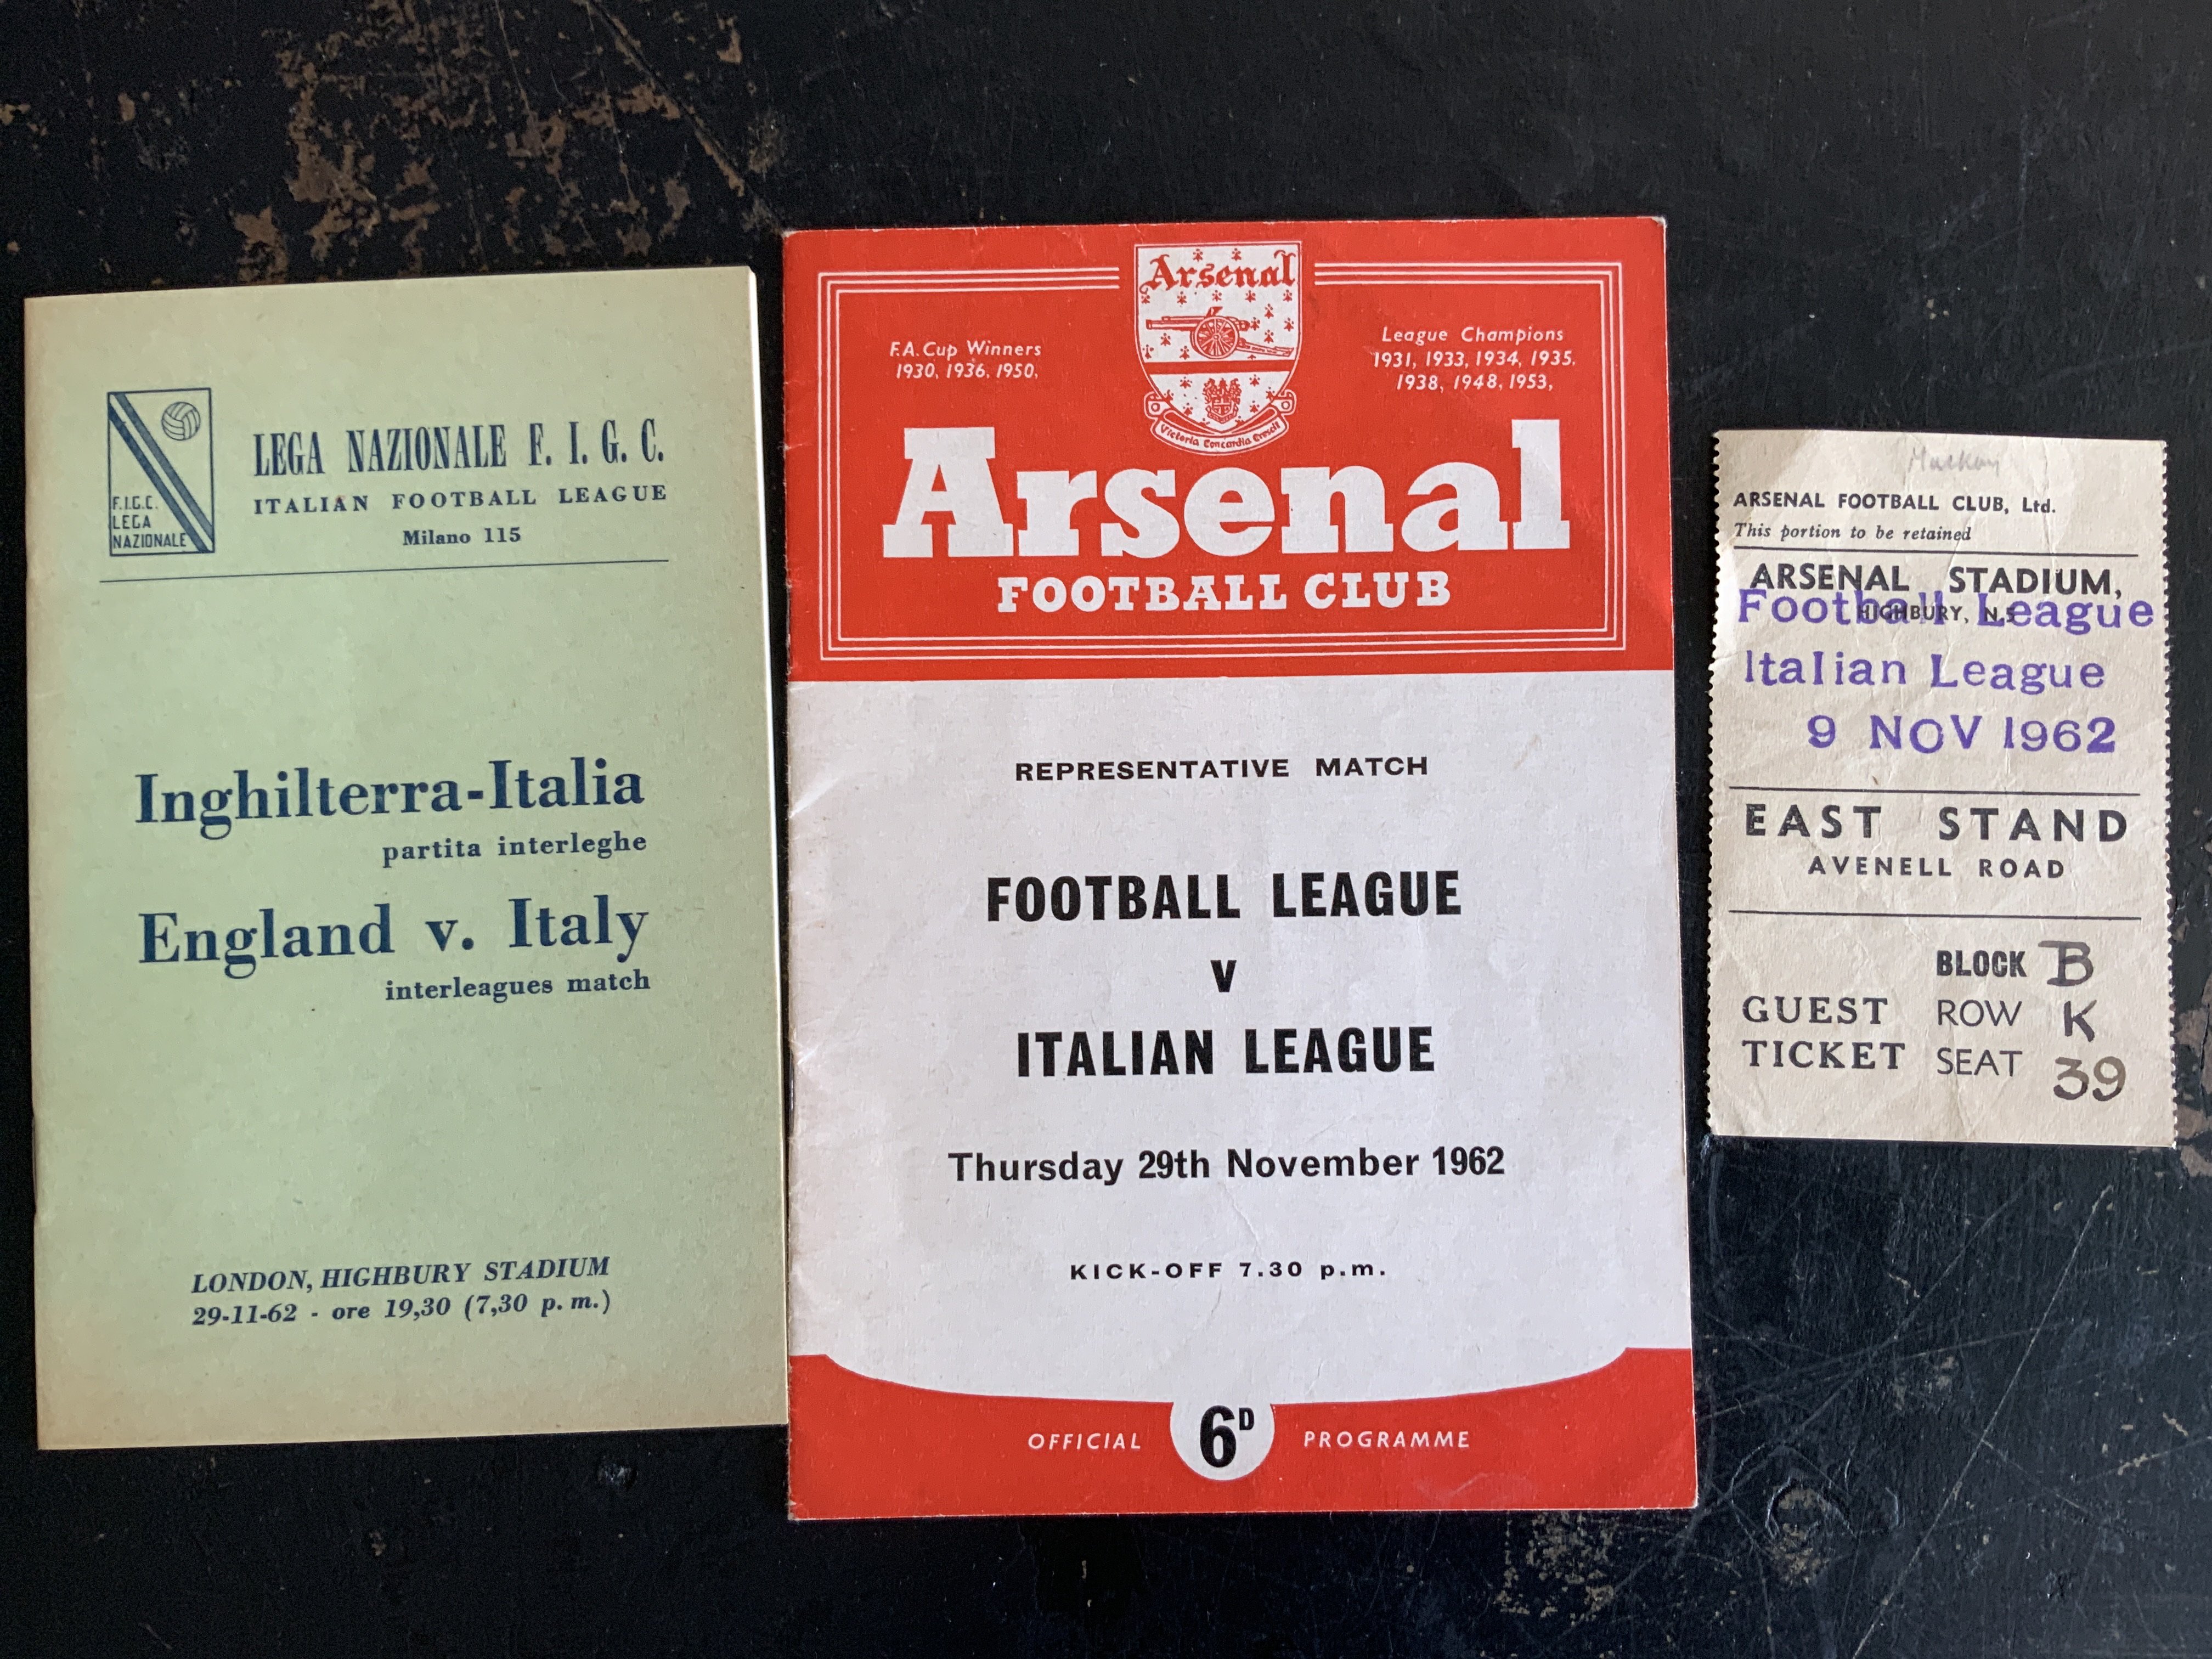 F.I.G.C.
LEGA
NAZIONALE
LEGA NAZIONALE F. I. G. C.
ITALIAN FOOTBALL LEAGUE
Milano 115
Inghilterra-Italia
partita interleghe
England v. Italy
interleagues match
LONDON, HIGHBURY STADIUM
29-11-62 - ore 19,30 (7,30 p. m.)
Arsenal
Victoria Concordia Crescit
F.A. Cup Winners
1930, 1936, 1950,
League Champions
1931, 1933, 1934, 1935,
1938, 1948, 1953,
Arsenal
FOOTBALL CLUB
REPRESENTATIVE MATCH
FOOTBALL LEAGUE
V
ITALIAN LEAGUE
Thursday 29th November 1962
KICK-OFF 7.30 p.m.
OFFICIAL 6D PROGRAMME
ARSENAL FOOTBALL CLUB, Ltd.
This portion to be retained
ARSENAL STADIUM,
HIGHBURY, N.5
Football League
Italian League
9 NOV 1962
EAST STAND
AVENELL ROAD
BLOCK B
GUEST ROW K
TICKET SEAT 39